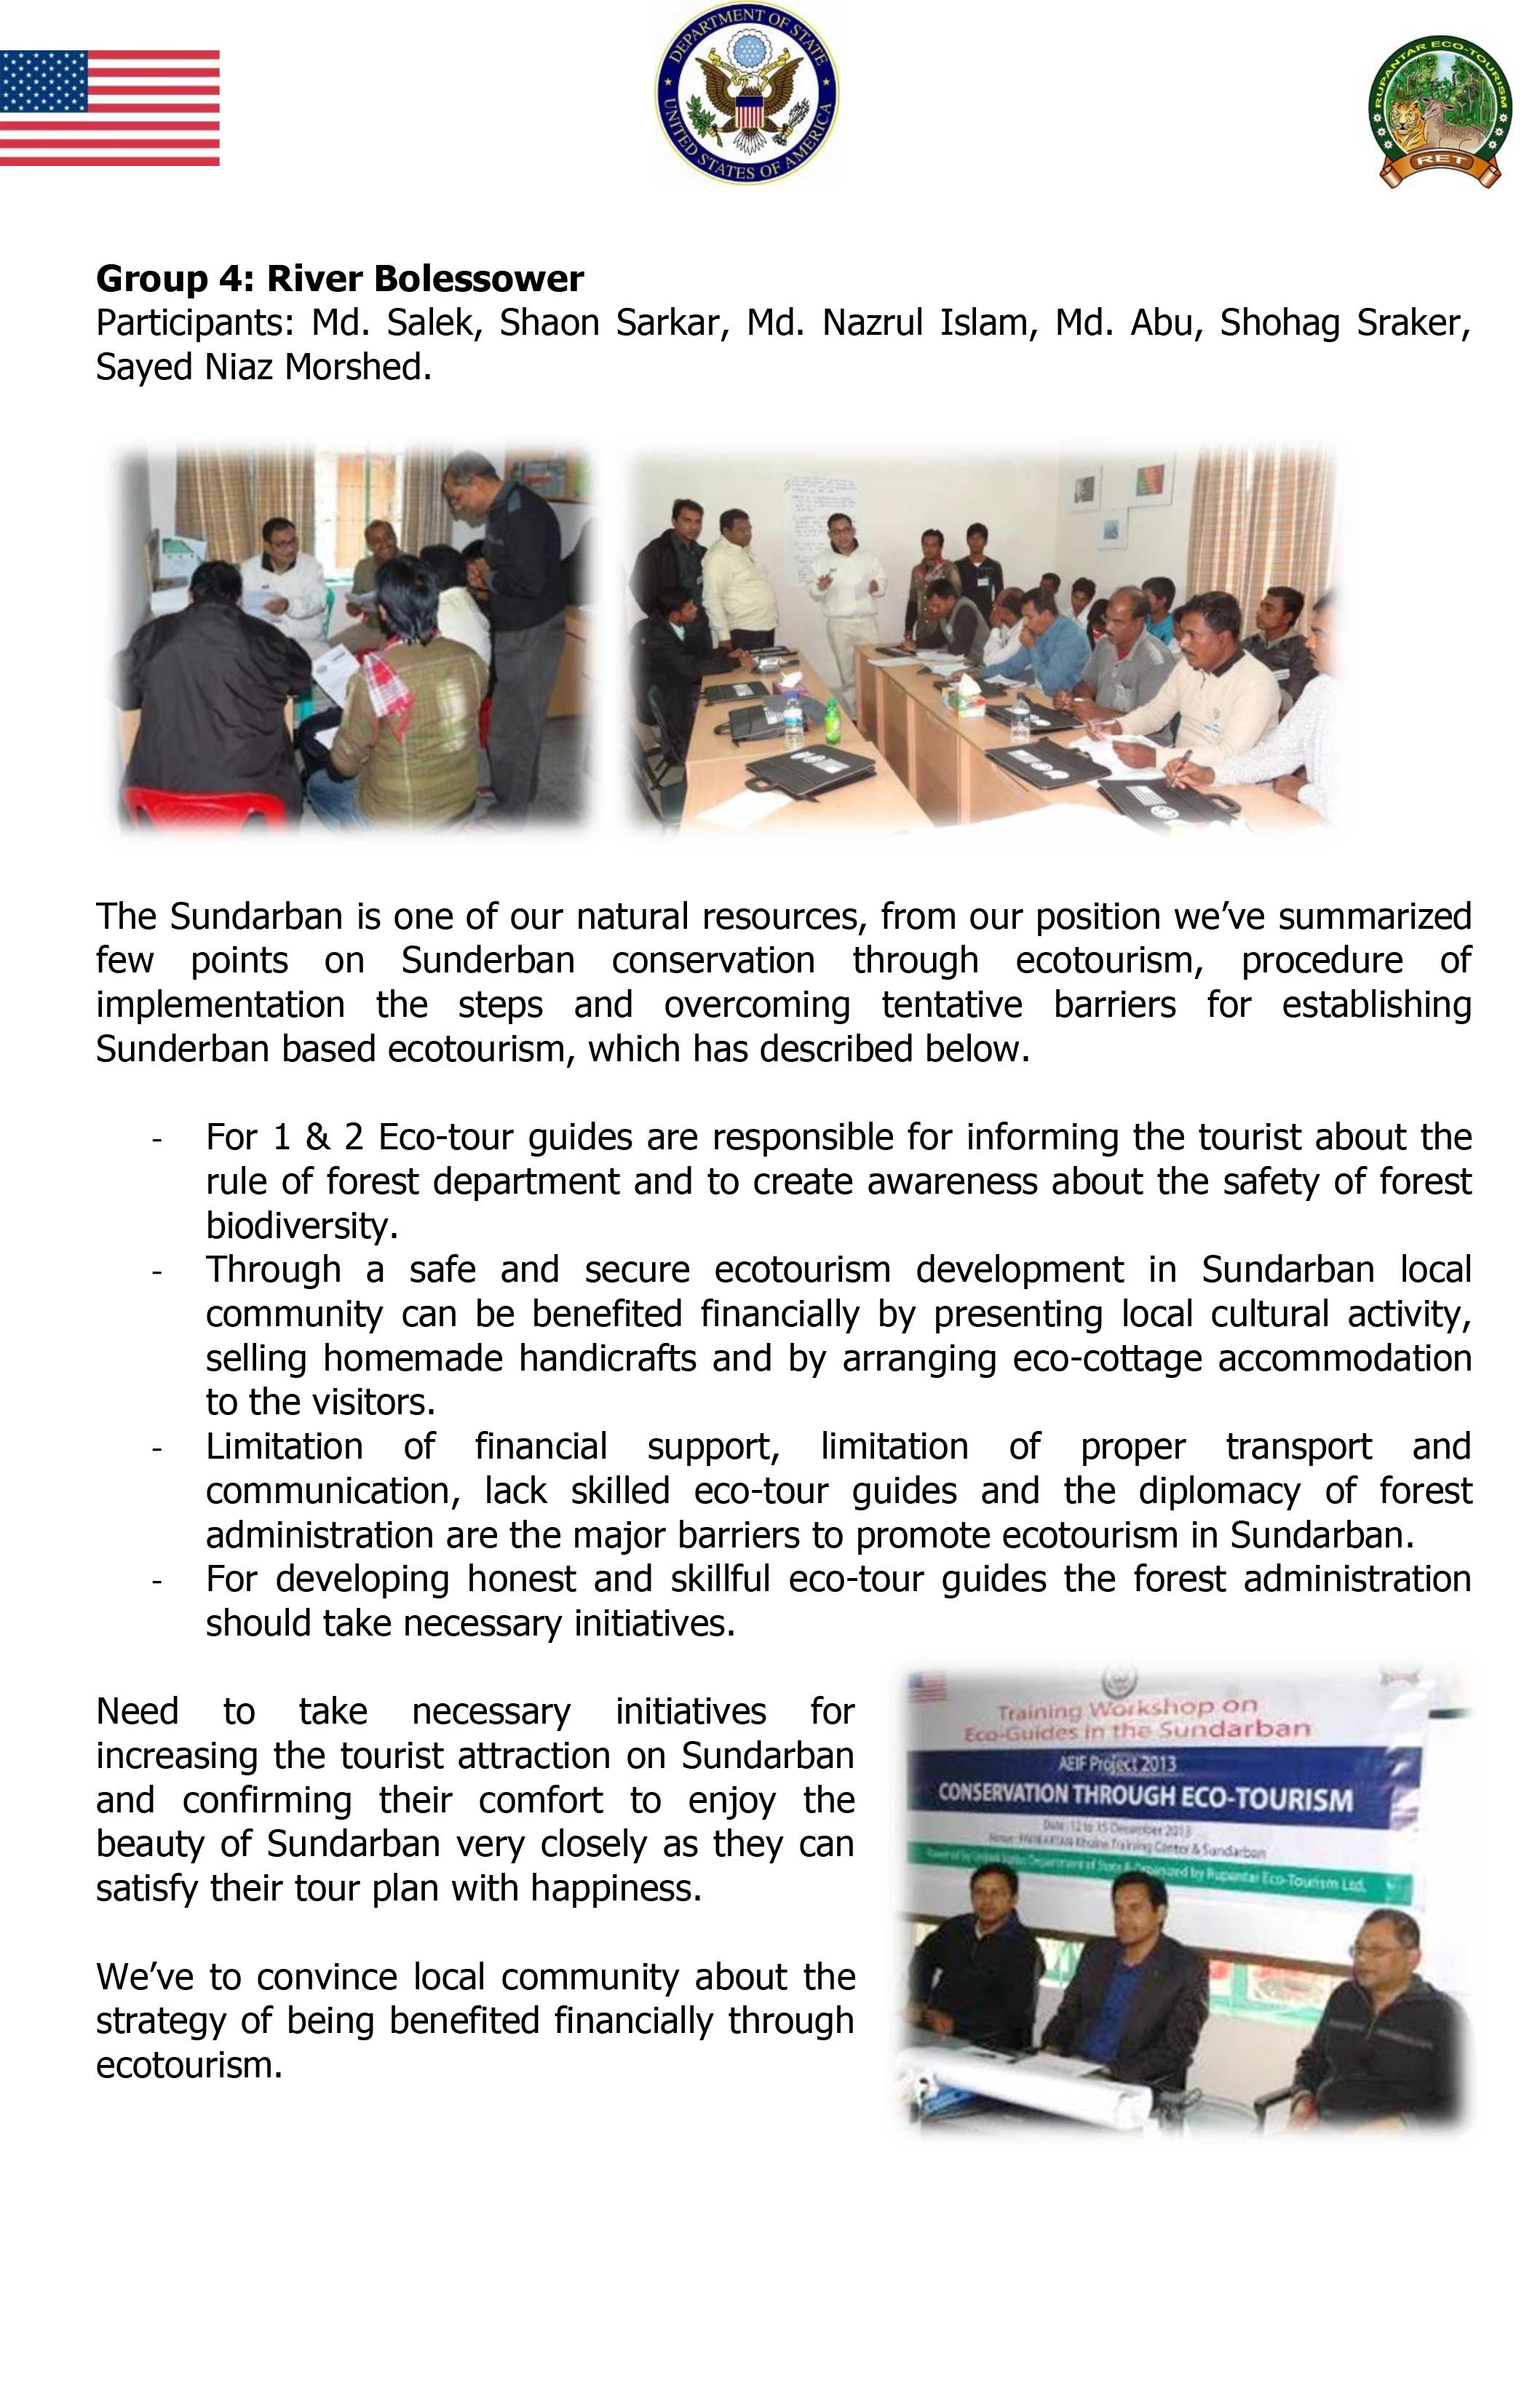 DEPARTMENT OF STATE
UNITED STATES OF AMERICA
RUPANTAR ECO-TOURISM
RET
Group 4: River Bolessower
Participants: Md. Salek, Shaon Sarkar, Md. Nazrul Islam, Md. Abu, Shohag Sraker,
Sayed Niaz Morshed.
The Sundarban is one of our natural resources, from our position we’ve summarized
few points on Sunderban conservation through ecotourism, procedure of
implementation the steps and overcoming tentative barriers for establishing
Sunderban based ecotourism, which has described below.
- For 1 & 2 Eco-tour guides are responsible for informing the tourist about the
rule of forest department and to create awareness about the safety of forest
biodiversity.
- Through a safe and secure ecotourism development in Sundarban local
community can be benefited financially by presenting local cultural activity,
selling homemade handicrafts and by arranging eco-cottage accommodation
to the visitors.
- Limitation of financial support, limitation of proper transport and
communication, lack skilled eco-tour guides and the diplomacy of forest
administration are the major barriers to promote ecotourism in Sundarban.
- For developing honest and skillful eco-tour guides the forest administration
should take necessary initiatives.
Need to take necessary initiatives for
increasing the tourist attraction on Sundarban
and confirming their comfort to enjoy the
beauty of Sundarban very closely as they can
satisfy their tour plan with happiness.
We’ve to convince local community about the
strategy of being benefited financially through
ecotourism.
Training Workshop on
Eco-Guides in the Sundarban
AEIF Project 2013
CONSERVATION THROUGH ECO-TOURISM
Date: 12 to 15 December 2013
Khulna Training Center & Sundarban
Department of State & Organized by Rupantar Eco-Tourism Ltd.